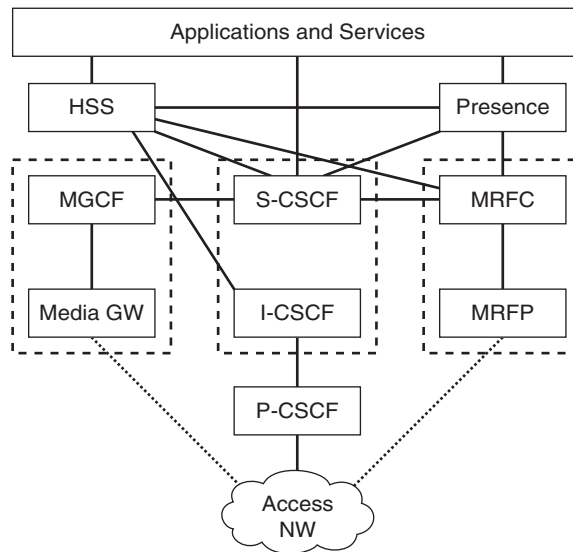 Applications and Services
HSS
Presence
MGCF
S-CSCF
MRFC
Media GW
I-CSCF
MRFP
P-CSCF
Access
NW